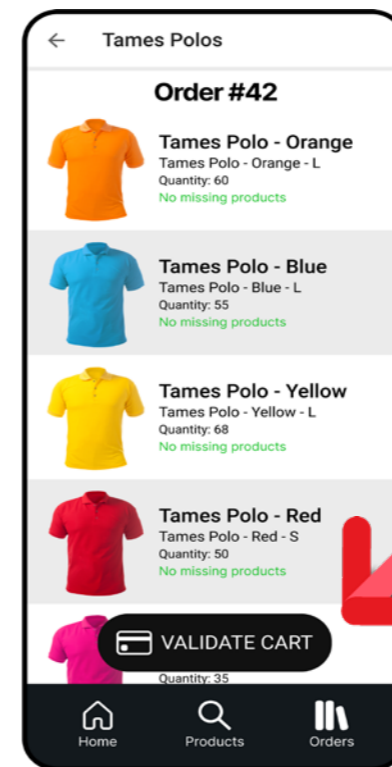 Tames Polos
Order #42
Tames Polo - Orange
Tames Polo - Orange - L
Quantity: 60
No missing products
Tames Polo - Blue
Tames Polo - Blue - L
Quantity: 55
No missing products
Tames Polo - Yellow
Tames Polo - Yellow - L
Quantity: 68
No missing products
Tames Polo - Red
Tames Polo - Red - S
Quantity: 50
No missing products
VALIDATE CART
Quantity: 35
Home
Products
Orders